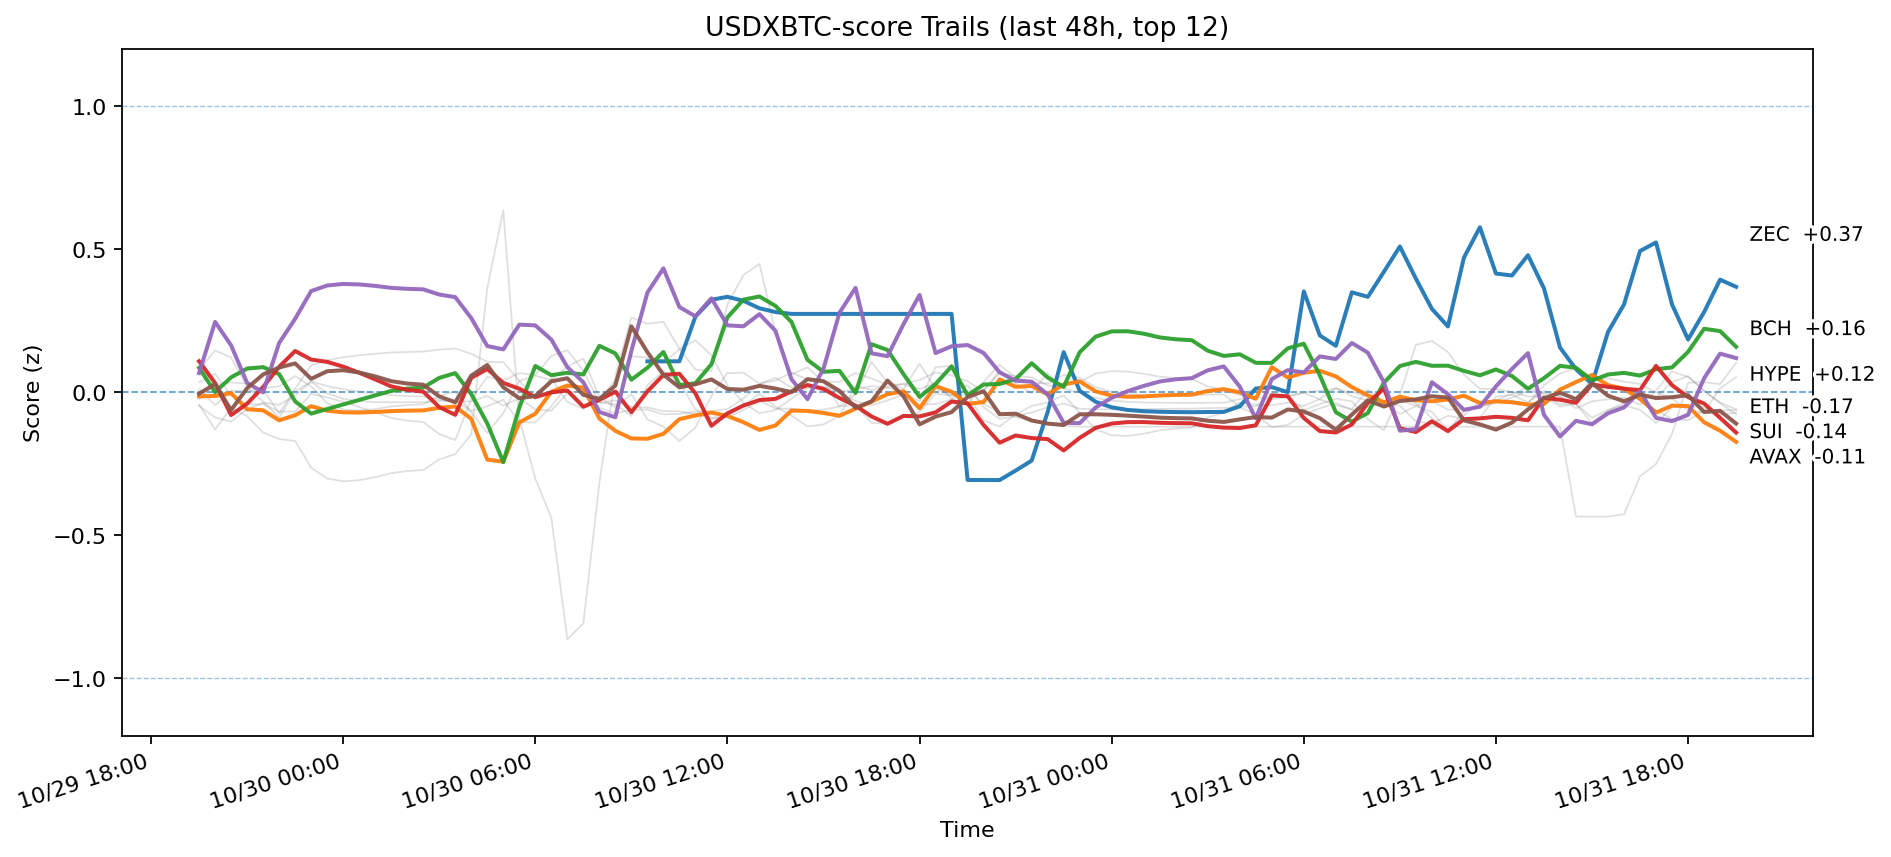 USDXBTC-score Trails (last 48h, top 12)
Score (z)
1.0
0.5
0.0
−0.5
−1.0
ZEC +0.37
BCH +0.16
HYPE +0.12
ETH -0.17
SUI -0.14
AVAX -0.11
10/29 18:00
10/30 00:00
10/30 06:00
10/30 12:00
10/30 18:00
10/31 00:00
10/31 06:00
10/31 12:00
10/31 18:00
Time